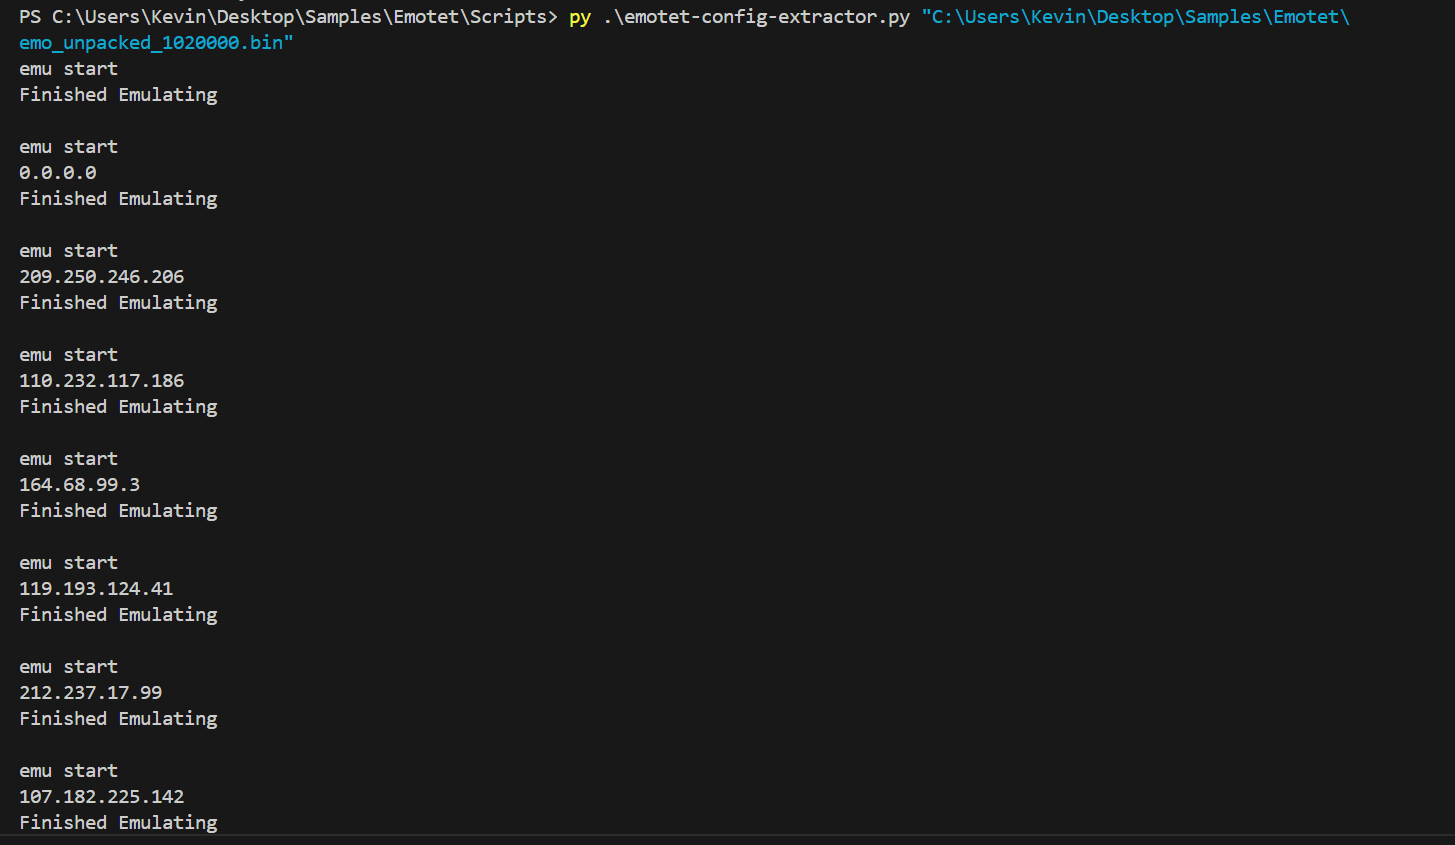 PS C:\Users\Kevin\Desktop\Samples\Emotet\Scripts> py .\emotet-config-extractor.py "C:\Users\Kevin\Desktop\Samples\Emotet\
emo_unpacked_1020000.bin"
emu start
Finished Emulating
emu start
0.0.0.0
Finished Emulating
emu start
209.250.246.206
Finished Emulating
emu start
110.232.117.186
Finished Emulating
emu start
164.68.99.3
Finished Emulating
emu start
119.193.124.41
Finished Emulating
emu start
212.237.17.99
Finished Emulating
emu start
107.182.225.142
Finished Emulating